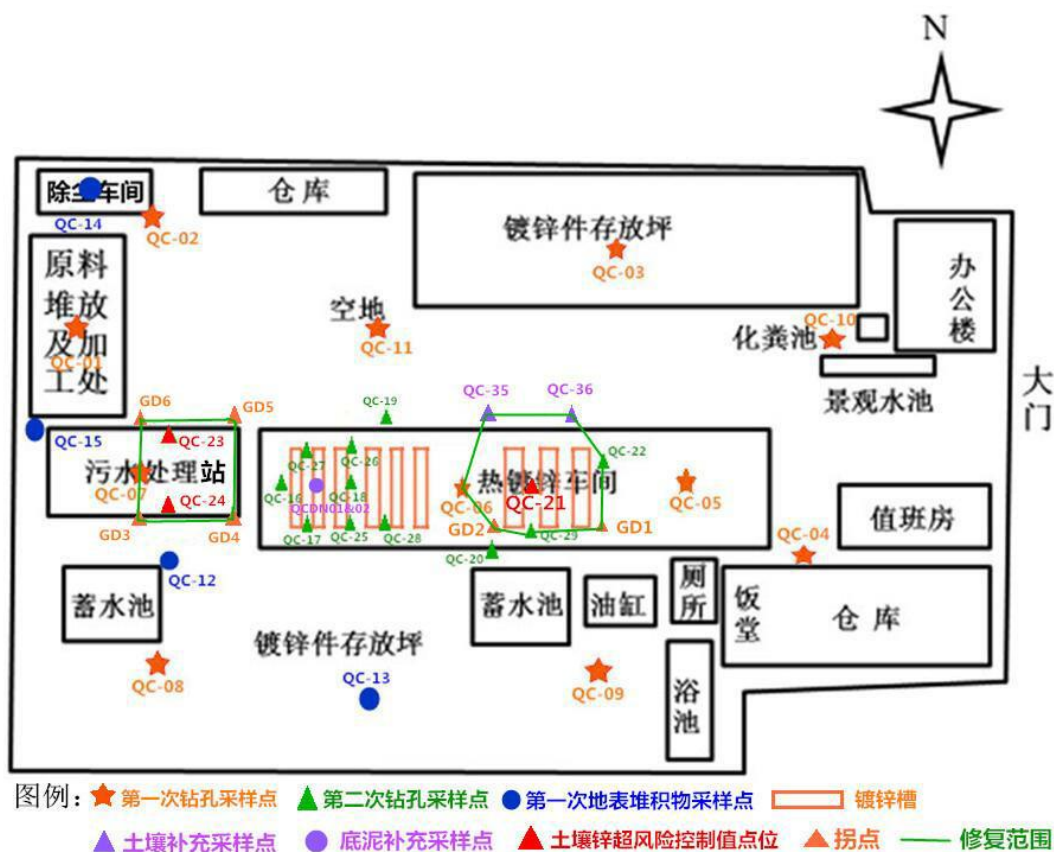 N
除尘车间
仓库
QC-14
QC-02
镀锌件存放坪
QC-03
办公楼
原料
堆放
及加
工处
QC-01
空地
QC-11
QC-10
化粪池
景观水池
大门
GD6
GD5
QC-19
QC-35
QC-36
QC-15
QC-23
污水处理站
QC-07
QC-24
GD3
GD4
QC-27
QC-26
QC-16
QC-18
QCDN01&02
QC-17
QC-25
QC-28
热镀锌车间
QC-22
QC-06
QC-21
QC-05
GD2
GD1
QC-29
QC-20
值班房
QC-04
QC-12
蓄水池
蓄水池
油缸
厕所
饭堂
仓库
镀锌件存放坪
QC-08
QC-13
QC-09
浴池
图例：
第一次钻孔采样点
第二次钻孔采样点
第一次地表堆积物采样点
镀锌槽
土壤补充采样点
底泥补充采样点
土壤锌超风险控制值点位
拐点
修复范围